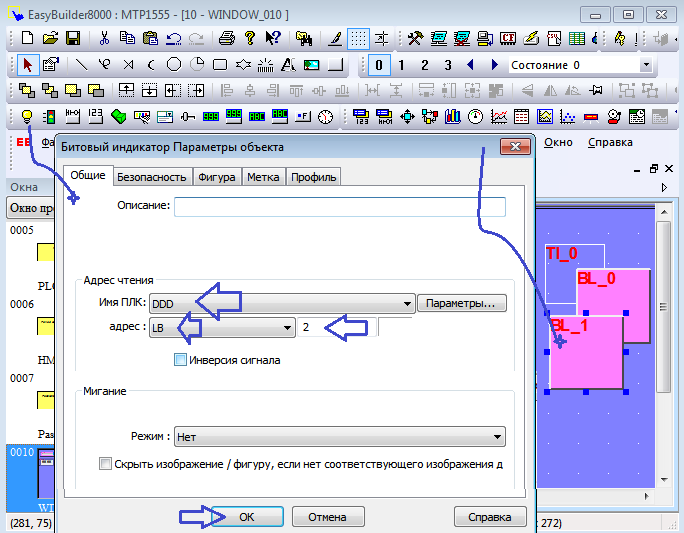 EasyBuilder8000 : MTP1555 - [10 - WINDOW_010 ]
0 1 2 3 Состояние 0
EB Фа Окно Справка
Битовый индикатор Параметры объекта
Окна
Общие Безопасность Фигура Метка Профиль
Окно пр
Описание:
0005
PL
TI_0
BL_0
Адрес чтения
Имя ПЛК: DDD Параметры...
0006
адрес : LB 2
BL_1
HM
Инверсия сигнала
0007
Мигание
Pas
Режим : Нет
0010
Скрыть изображение / фигуру, если нет соответствующего изображения д
WI
OK Отмена Справка
(281, 75) : 272)